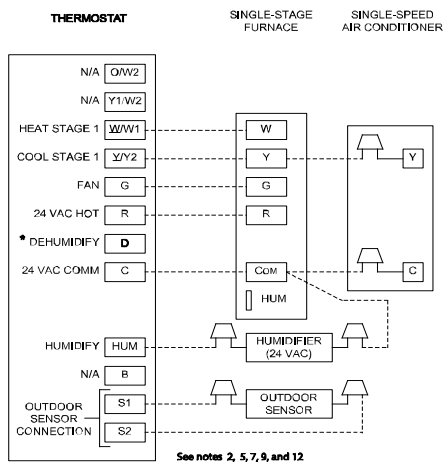 THERMOSTAT
SINGLE-STAGE
FURNACE
SINGLE-SPEED
AIR CONDITIONER
N/A O/W2
N/A Y1/W2
HEAT STAGE 1 W/W1 W
COOL STAGE 1 Y/Y2 Y Y
FAN G G
24 VAC HOT R R
* DEHUMIDIFY D
24 VAC COMM C COM C
HUM
HUMIDIFY HUM HUMIDIFIER
(24 VAC)
N/A B
OUTDOOR
SENSOR
CONNECTION
S1 OUTDOOR
SENSOR
S2
See notes 2, 5, 7, 9, and 12